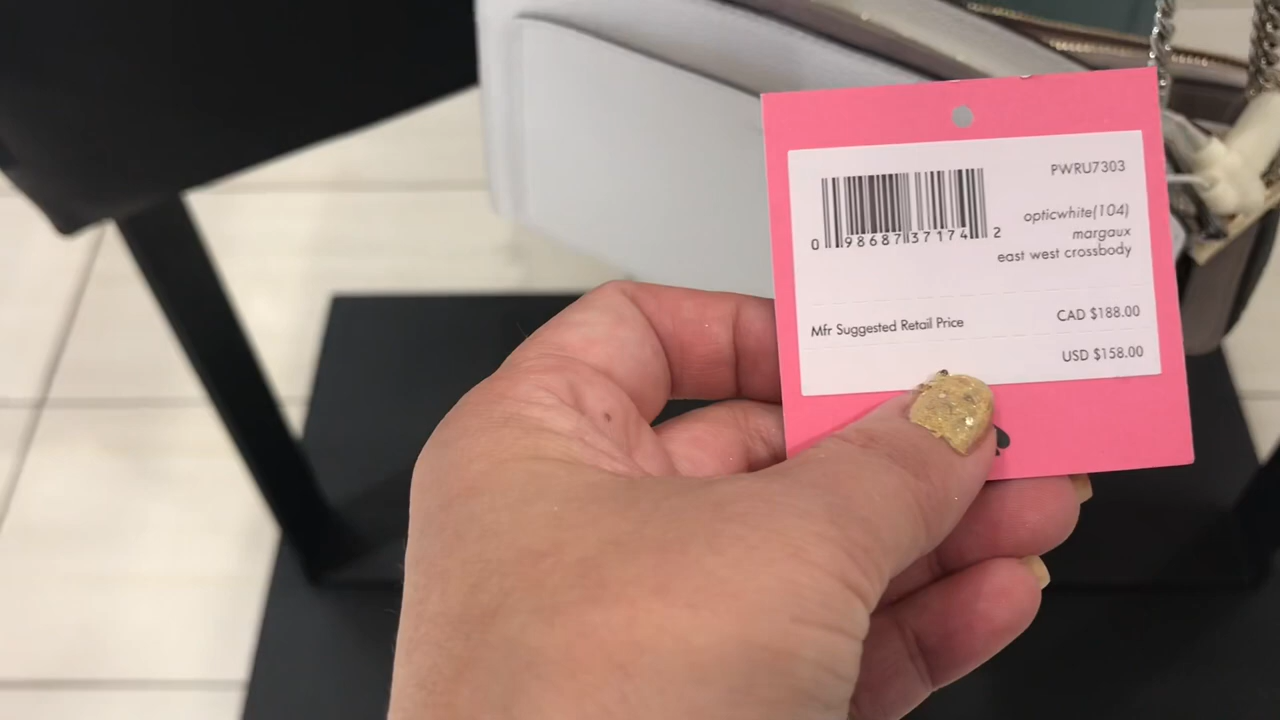 PWRU7303
0 98687 37174 2
opticwhite(104)
margaux
east west crossbody
Mfr Suggested Retail Price
CAD $188.00
USD $158.00